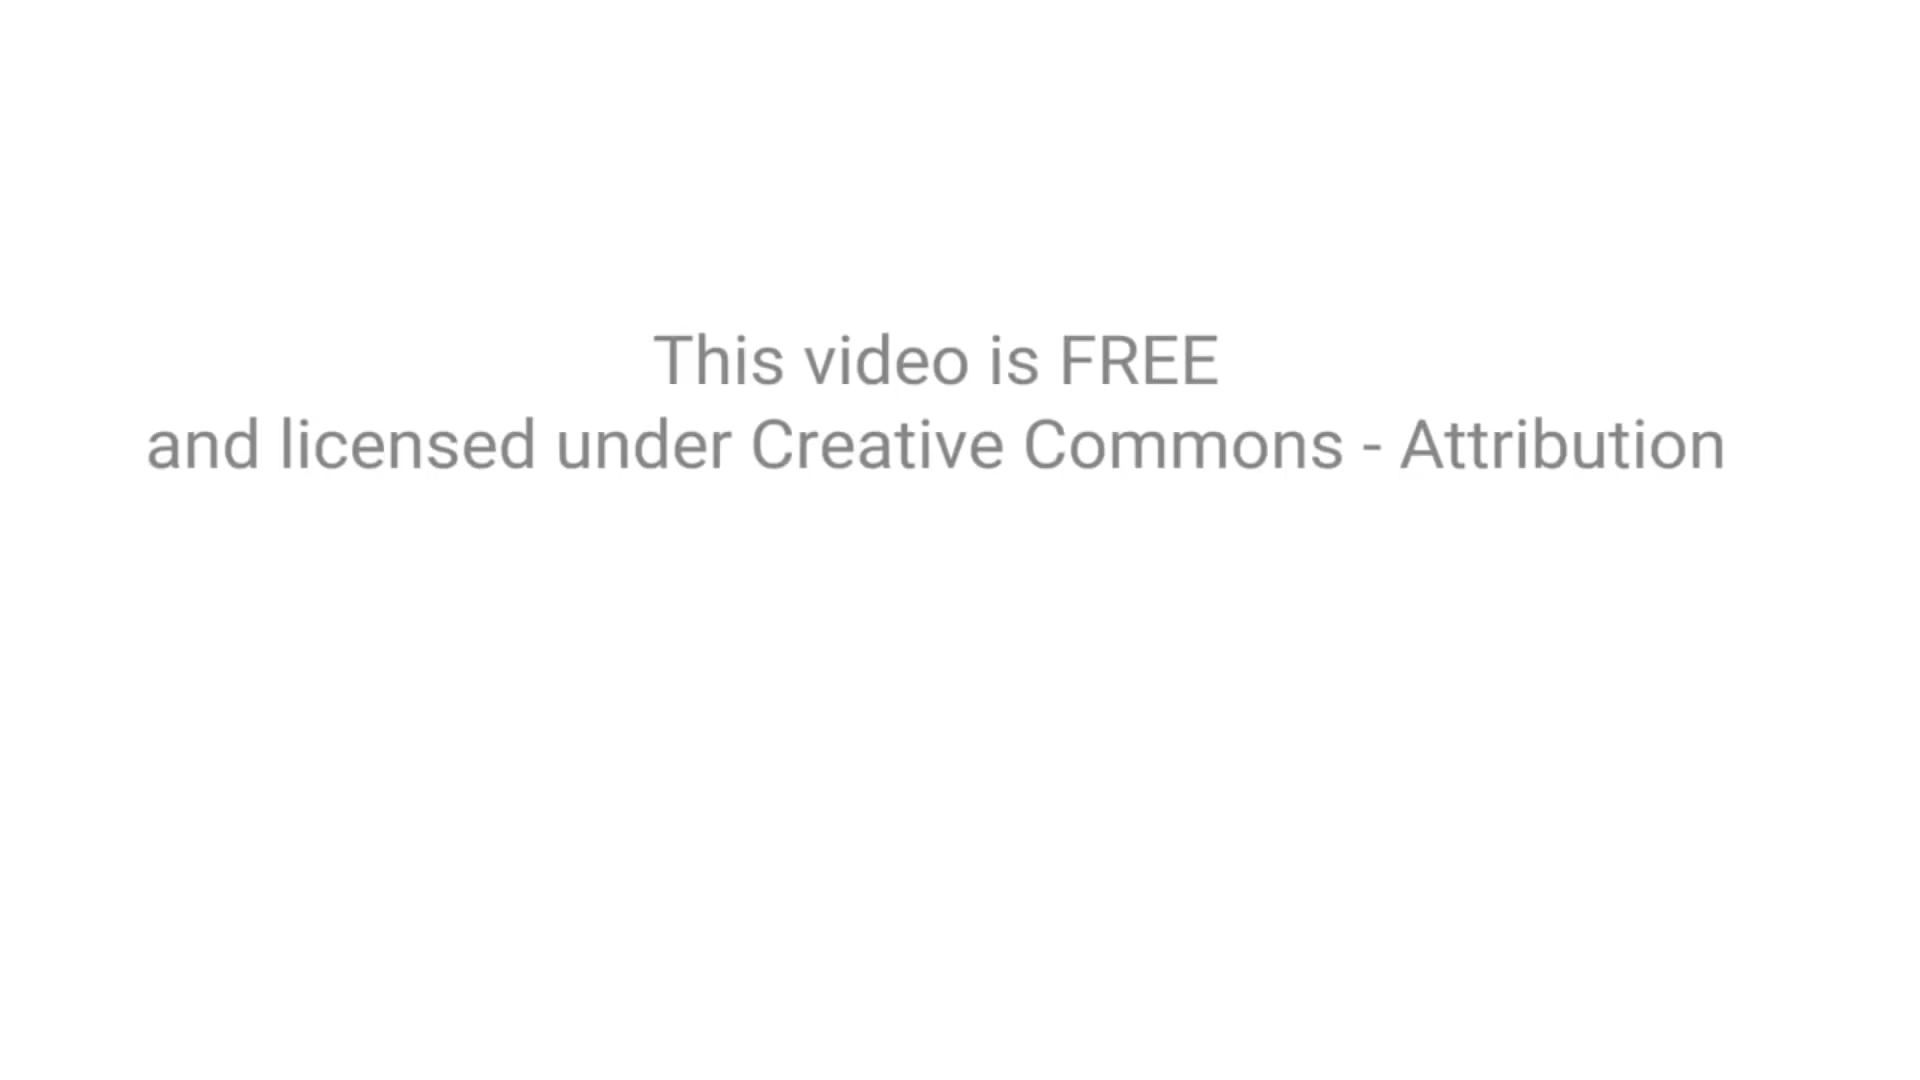 This video is FREE
and licensed under Creative Commons - Attribution